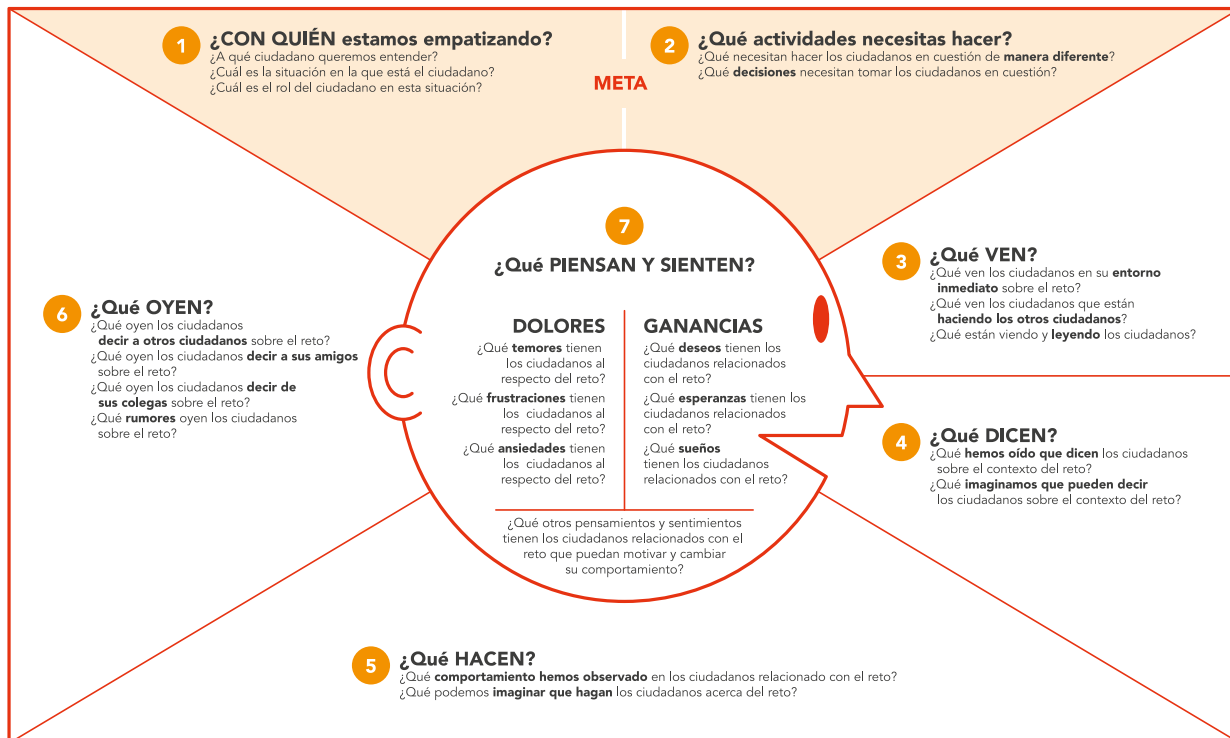 1
¿CON QUIÉN estamos empatizando?
¿A qué ciudadano queremos entender?
¿Cuál es la situación en la que está el ciudadano?
¿Cuál es el rol del ciudadano en esta situación?
2
¿Qué actividades necesitas hacer?
¿Qué necesitan hacer los ciudadanos en cuestión de manera diferente?
¿Qué decisiones necesitan tomar los ciudadanos en cuestión?
META
3
¿Qué VEN?
¿Qué ven los ciudadanos en su entorno
inmediato sobre el reto?
¿Qué ven los ciudadanos que están
haciendo los otros ciudadanos?
¿Qué están viendo y leyendo los ciudadanos?
4
¿Qué DICEN?
¿Qué hemos oído que dicen los ciudadanos
sobre el contexto del reto?
¿Qué imaginamos que pueden decir
los ciudadanos sobre el contexto del reto?
5
¿Qué HACEN?
¿Qué comportamiento hemos observado en los ciudadanos relacionado con el reto?
¿Qué podemos imaginar que hagan los ciudadanos acerca del reto?
6
¿Qué OYEN?
¿Qué oyen los ciudadanos
decir a otros ciudadanos sobre el reto?
¿Qué oyen los ciudadanos decir a sus amigos
sobre el reto?
¿Qué oyen los ciudadanos decir de
sus colegas sobre el reto?
¿Qué rumores oyen los ciudadanos
sobre el reto?
7
¿Qué PIENSAN Y SIENTEN?
DOLORES
¿Qué temores tienen
los ciudadanos al
respecto del reto?
¿Qué frustraciones tienen
los ciudadanos al
respecto del reto?
¿Qué ansiedades tienen
los ciudadanos al
respecto del reto?
GANANCIAS
¿Qué deseos tienen los
ciudadanos relacionados
con el reto?
¿Qué esperanzas tienen los
ciudadanos relacionados
con el reto?
¿Qué sueños
tienen los ciudadanos
relacionados con el reto?
¿Qué otros pensamientos y sentimientos
tienen los ciudadanos relacionados con el
reto que puedan motivar y cambiar
su comportamiento?